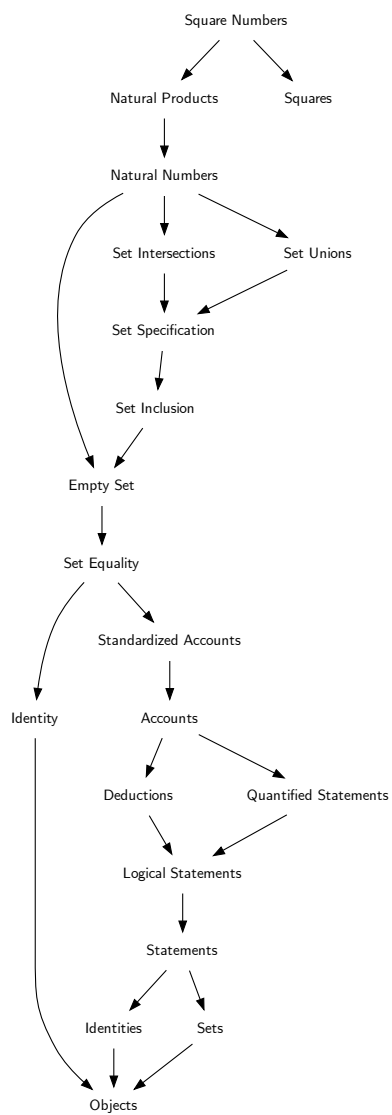 Square Numbers
Natural Products
Squares
Natural Numbers
Set Intersections
Set Unions
Set Specification
Set Inclusion
Empty Set
Set Equality
Standardized Accounts
Identity
Accounts
Deductions
Quantified Statements
Logical Statements
Statements
Identities
Sets
Objects